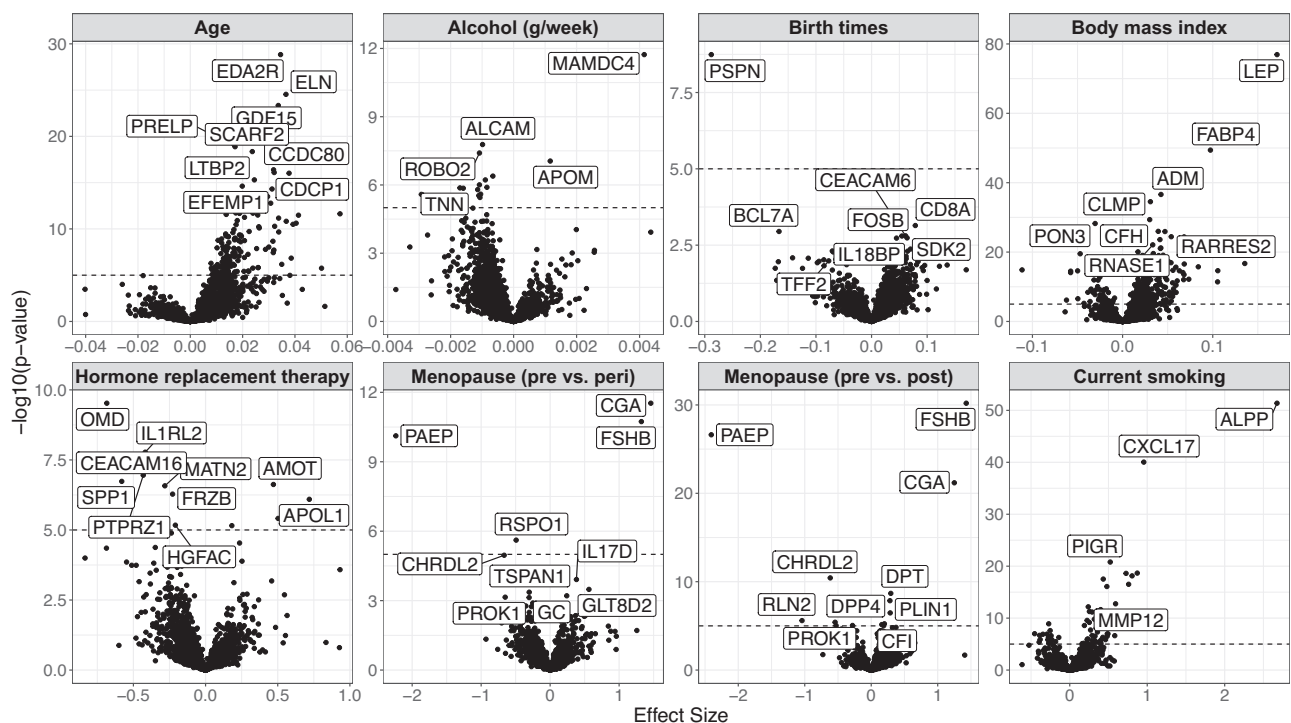 Age
Alcohol (g/week)
Birth times
Body mass index
30
20
10
0
EDA2R
ELN
GDF15
PRELP
SCARF2
CCDC80
LTBP2
CDCP1
EFEMP1
−0.04
−0.02
0.00
0.02
0.04
0.06
12
9
6
3
0
MAMDC4
ALCAM
ROBO2
APOM
TNN
−0.004
−0.002
0.000
0.002
0.004
7.5
5.0
2.5
0.0
PSPN
CEACAM6
BCL7A
FOSB
CD8A
IL18BP
SDK2
TFF2
−0.3
−0.2
−0.1
0.0
0.1
80
60
40
20
0
LEP
FABP4
ADM
CLMP
PON3
CFH
RARRES2
RNASE1
−0.1
0.0
0.1
−log10(p−value)
Hormone replacement therapy
Menopause (pre vs. peri)
Menopause (pre vs. post)
Current smoking
10.0
7.5
5.0
2.5
0.0
OMD
IL1RL2
CEACAM16
MATN2
AMOT
SPP1
FRZB
APOL1
PTPRZ1
HGFAC
−0.5
0.0
0.5
1.0
12
9
6
3
0
CGA
PAEP
FSHB
RSPO1
CHRDL2
IL17D
TSPAN1
PROK1
GC
GLT8D2
−2
−1
0
1
30
20
10
0
FSHB
PAEP
CGA
CHRDL2
DPT
RLN2
DPP4
PLIN1
PROK1
CFI
−2
−1
0
1
50
40
30
20
10
0
ALPP
CXCL17
PIGR
MMP12
0
1
2
Effect Size